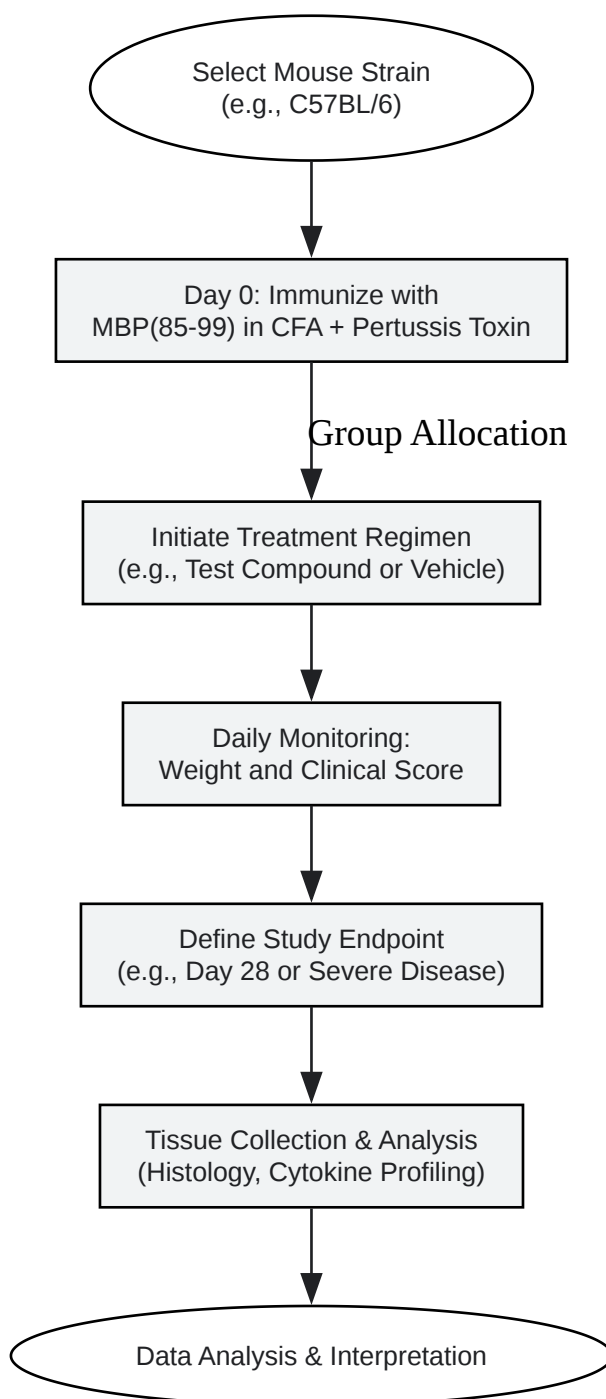 Select Mouse Strain
(e.g., C57BL/6)
Day 0: Immunize with
MBP(85-99) in CFA + Pertussis Toxin
Group Allocation
Initiate Treatment Regimen
(e.g., Test Compound or Vehicle)
Daily Monitoring:
Weight and Clinical Score
Define Study Endpoint
(e.g., Day 28 or Severe Disease)
Tissue Collection & Analysis
(Histology, Cytokine Profiling)
Data Analysis & Interpretation